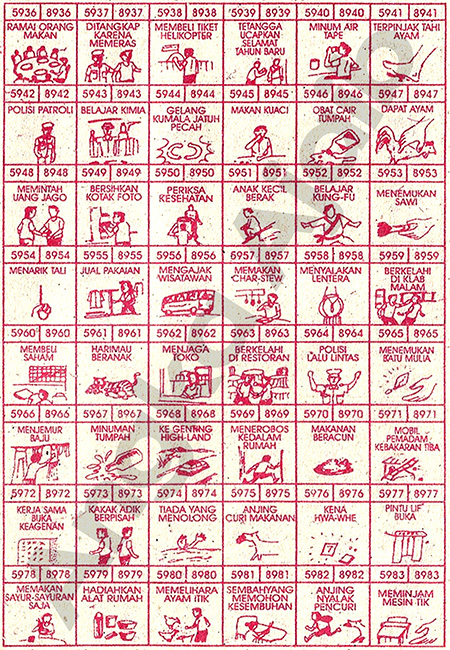 5936 8936
RAMAI ORANG
MAKAN
5937 8937
DITANGKAP
KARENA
MEMERAS
5938 8938
MEMBELI TIKET
HELIKOPTER
5939 8939
TETANGGA
UCAPKEN
SELAMAT
TAHUN BARU
5940 8940
MINUM AIR
TAPE
5941 8941
TERPINJAK TAHI
AYAM
5942 8942
POLISI PATROLI
5943 8943
BELAJAR KIMIA
5944 8944
GELANG
KUMALA JATUH
PECAH
5945 8945
MAKAN KUACI
5946 8946
OBAT CAIR
TUMPAH
5947 8947
DAPAT AYAM
5948 8948
MEMINTAH
UANG JAGO
5949 8949
BERSIHKAN
KOTAK FOTO
5950 8950
PERIKSA
KESEHATAN
5951 8951
ANAK KECIL
BERAK
5952 8952
BELAJAR
KUNG-FU
5953 8953
MENEMUKAN
SAWI
5954 8954
MENARIK TALI
5955 8955
JUAL PAKAIAN
5956 8956
MENGAJAK
WISATAWAN
5957 8957
MEMAKAN
CHAR-STEW
5958 8958
MENYALAKAN
LENTERA
5959 8959
BERKELAHI
DI KLAB
MALAM
5960 8960
MEMBELI
SAHAM
5961 8961
HARIMAU
BERANAK
5962 8962
MENJAGA
TOKO
5963 8963
BERKELAHI
DI RESTORAN
5964 8964
POLISI
LALU LINTAS
5965 8965
MENEMUKAN
BATU MULIA
5966 8966
MENJEMUR
BAJU
5967 8967
MINUMAN
TUMPAH
5968 8968
KE GENTING
HIGH-LAND
5969 8969
MENEROBOS
KEDALAM
RUMAH
5970 8970
MAKANAN
BERACUN
5971 8971
MOBIL
PEMADAM
KEBAKARAN TIBA
5972 8972
KERJA SAMA
BUKA
KEAGENAN
5973 8973
KAKAK ADIK
BERPISAH
5974 8974
TIADA YANG
MENOLONG
5975 8975
ANJING
CURI MAKANAN
5976 8976
KENA
HWA-WHE
5977 8977
PINTU LIF
BUKA
5978 8978
MEMAKAN
SAYUR-SAYURAN
SAJA
5979 8979
HADIAHKAN
ALAT RUMAH
5980 8980
MEMELIHARA
AYAM ITIK
5981 8981
SEMBAHYANG
MEMOHON
KESEMBUHAN
5982 8982
ANJING
NYALAK
PENCURI
5983 8983
MEMINJAM
MESIN TIK